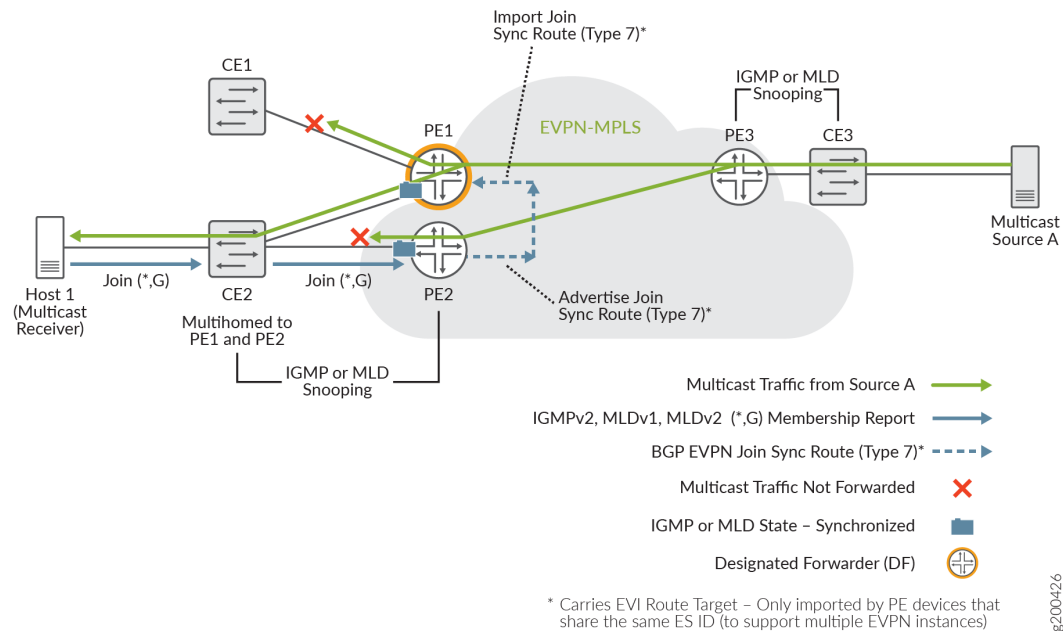 Import Join
Sync Route (Type 7)*
CE1
IGMP or MLD
Snooping
PE1
EVPN-MPLS
PE3
CE3
Multicast
Source A
Join (*,G)
Join (*,G)
Host 1
(Multicast
Receiver)
CE2
PE2
Advertise Join
Sync Route (Type 7)*
Multihomed to
PE1 and PE2
IGMP or MLD
Snooping
Multicast Traffic from Source A
IGMPv2, MLDv1, MLDv2 (*,G) Membership Report
BGP EVPN Join Sync Route (Type 7)*
Multicast Traffic Not Forwarded
IGMP or MLD State – Synchronized
Designated Forwarder (DF)
* Carries EVI Route Target – Only imported by PE devices that
share the same ES ID (to support multiple EVPN instances)
g200426